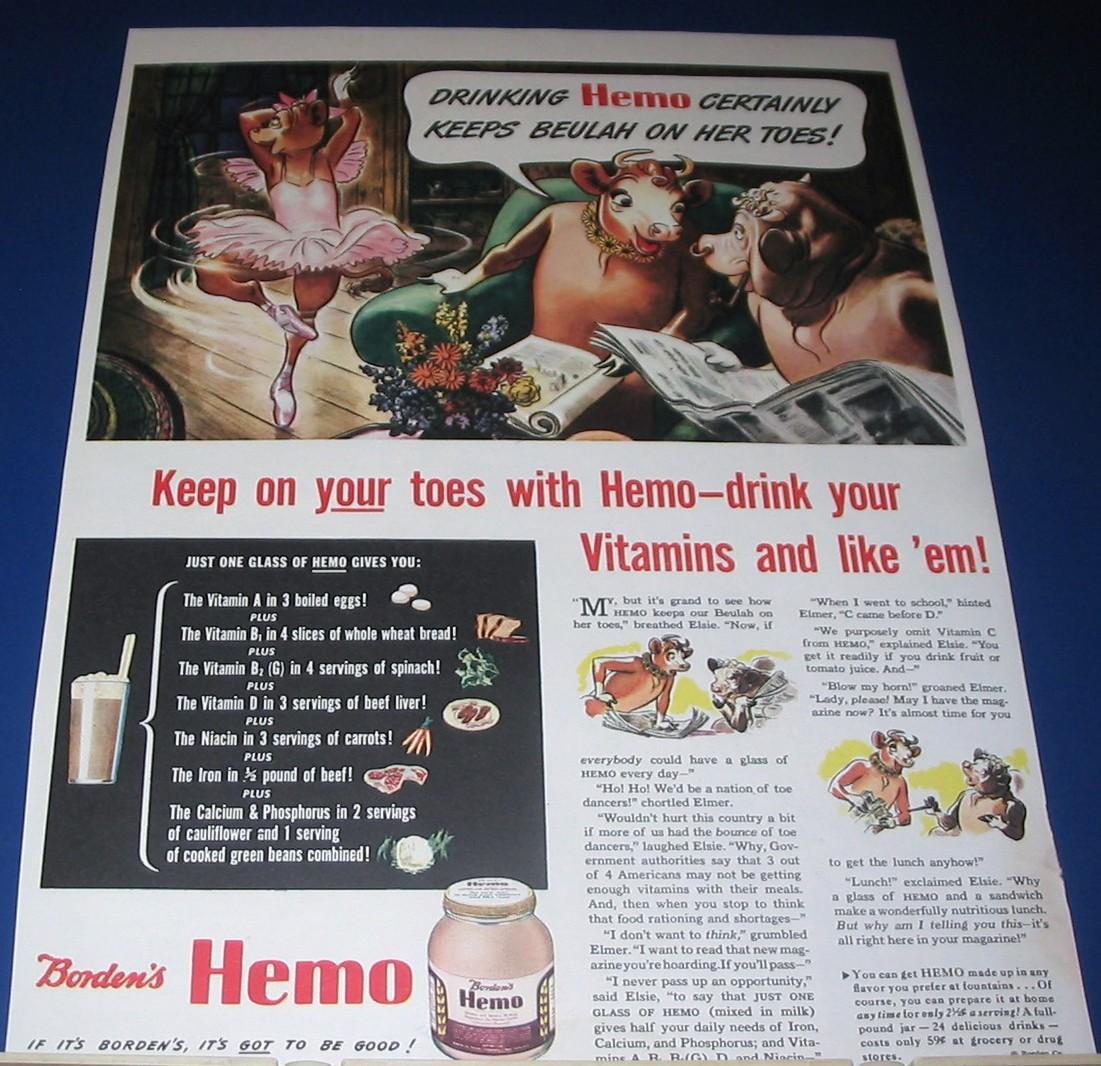 DRINKING Hemo CERTAINLY
KEEPS BEULAH ON HER TOES!
Keep on your toes with Hemo—drink your
Vitamins and like 'em!
JUST ONE GLASS OF HEMO GIVES YOU:
The Vitamin A in 3 boiled eggs!
PLUS
The Vitamin B₁ in 4 slices of whole wheat bread!
PLUS
The Vitamin B₂ (G) in 4 servings of spinach!
PLUS
The Vitamin D in 3 servings of beef liver!
PLUS
The Niacin in 3 servings of carrots!
PLUS
The Iron in ½ pound of beef!
PLUS
The Calcium & Phosphorus in 2 servings
of cauliflower and 1 serving
of cooked green beans combined!
Hemo
Borden's
Hemo
Borden's Hemo
IF IT'S BORDEN'S, IT'S GOT TO BE GOOD!
"My, but it's grand to see how
HEMO keeps our Beulah on
her toes," breathed Elsie. "Now, if
everybody could have a glass of
HEMO every day—"
"Ho! Ho! We'd be a nation of toe
dancers!" chortled Elmer.
"Wouldn't hurt this country a bit
if more of us had the bounce of toe
dancers," laughed Elsie. "Why, Gov-
ernment authorities say that 3 out
of 4 Americans may not be getting
enough vitamins with their meals.
And, then when you stop to think
that food rationing and shortages—"
"I don't want to think," grumbled
Elmer. "I want to read that new mag-
azine you're hoarding. If you'll pass—"
"I never pass up an opportunity,"
said Elsie, "to say that JUST ONE
GLASS OF HEMO (mixed in milk)
gives half your daily needs of Iron,
Calcium, and Phosphorus; and Vita-
mins A, B₁, B₂(G), D, and Niacin—"
"When I went to school," hinted
Elmer, "C came before D."
"We purposely omit Vitamin C
from HEMO," explained Elsie. "You
get it readily if you drink fruit or
tomato juice. And—"
"Blow my horn!" groaned Elmer.
"Lady, please! May I have the mag-
azine now? It's almost time for you
to get the lunch anyhow!"
"Lunch!" exclaimed Elsie. "Why
a glass of HEMO and a sandwich
make a wonderfully nutritious lunch.
But why am I telling you this—it's
all right here in your magazine!"
▶You can get HEMO made up in any
flavor you prefer at fountains . . . Of
course, you can prepare it at home
any time for only 2½¢ a serving! A full-
pound jar — 24 delicious drinks —
costs only 59¢ at grocery or drug
stores.
© Borden Co.